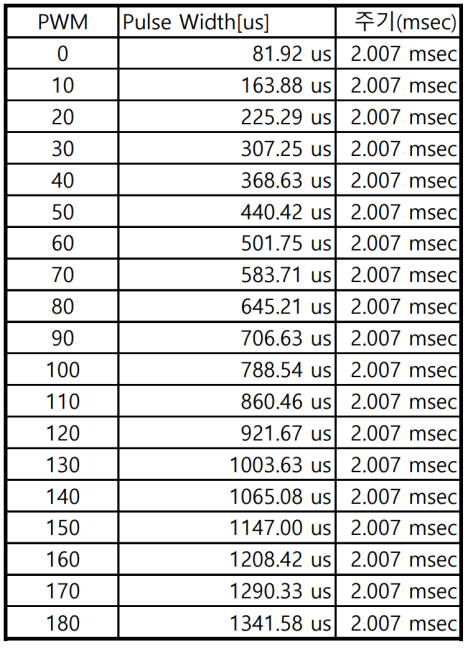 PWM Pulse Width[us] 주기(msec)
0 81.92 us 2.007 msec
10 163.88 us 2.007 msec
20 225.29 us 2.007 msec
30 307.25 us 2.007 msec
40 368.63 us 2.007 msec
50 440.42 us 2.007 msec
60 501.75 us 2.007 msec
70 583.71 us 2.007 msec
80 645.21 us 2.007 msec
90 706.63 us 2.007 msec
100 788.54 us 2.007 msec
110 860.46 us 2.007 msec
120 921.67 us 2.007 msec
130 1003.63 us 2.007 msec
140 1065.08 us 2.007 msec
150 1147.00 us 2.007 msec
160 1208.42 us 2.007 msec
170 1290.33 us 2.007 msec
180 1341.58 us 2.007 msec